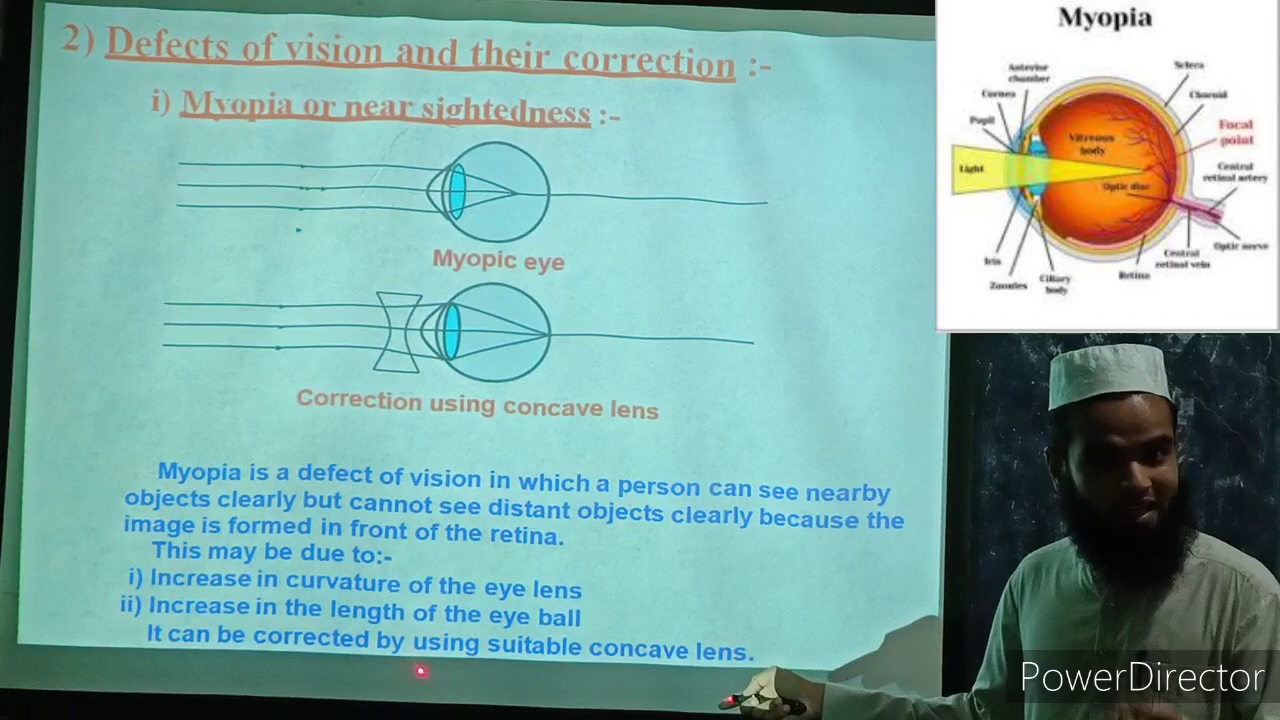 2) Defects of vision and their correction :-
i) Myopia or near sightedness :-
Myopic eye
Correction using concave lens
Myopia is a defect of vision in which a person can see nearby
objects clearly but cannot see distant objects clearly because the
image is formed in front of the retina.
This may be due to:-
i) Increase in curvature of the eye lens
ii) Increase in the length of the eye ball
It can be corrected by using suitable concave lens.
Myopia
Anterior
chamber
Cornea
Pupil
Light
Iris
Zonules
Ciliary
body
Vitreous
body
Optic disc
Sclera
Choroid
Focal
point
Central
retinal artery
Optic nerve
Central
retinal vein
Retina
PowerDirector